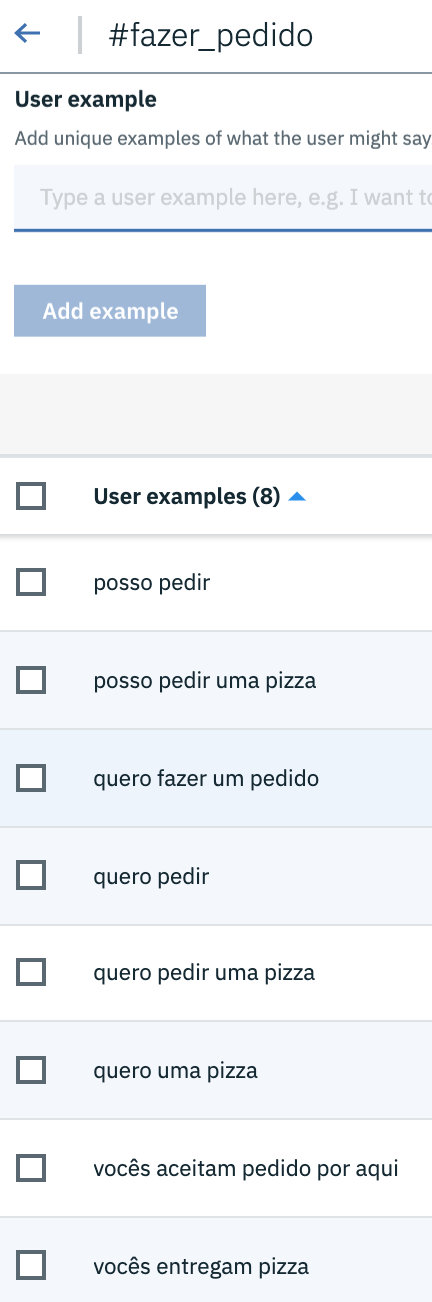 #fazer_pedido
User example
Add unique examples of what the user might say
Type a user example here, e.g. I want to
Add example
User examples (8)
posso pedir
posso pedir uma pizza
quero fazer um pedido
quero pedir
quero pedir uma pizza
quero uma pizza
vocês aceitam pedido por aqui
vocês entregam pizza